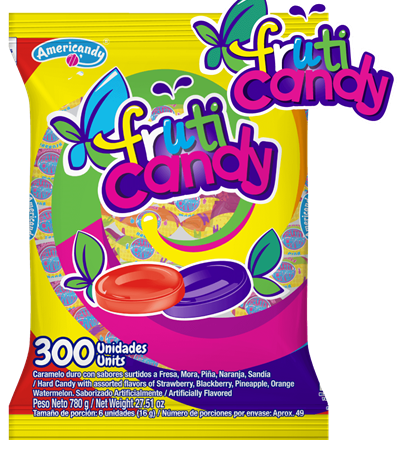 Americandy
fruti
candy
fruti
candy
300 Unidades
Units
Caramelo duro con sabores surtidos a Fresa, Mora, Piña, Naranja, Sandía
/ Hard Candy with assorted flavors of Strawberry, Blackberry, Pineapple, Orange
Watermelon. Saborizado Artificialmente / Artificially Flavored
Peso Neto 780 g / Net Weight 27.51 oz
Tamaño de porción: 6 unidades (16 g) / Número de porciones por envase: Aprox. 49